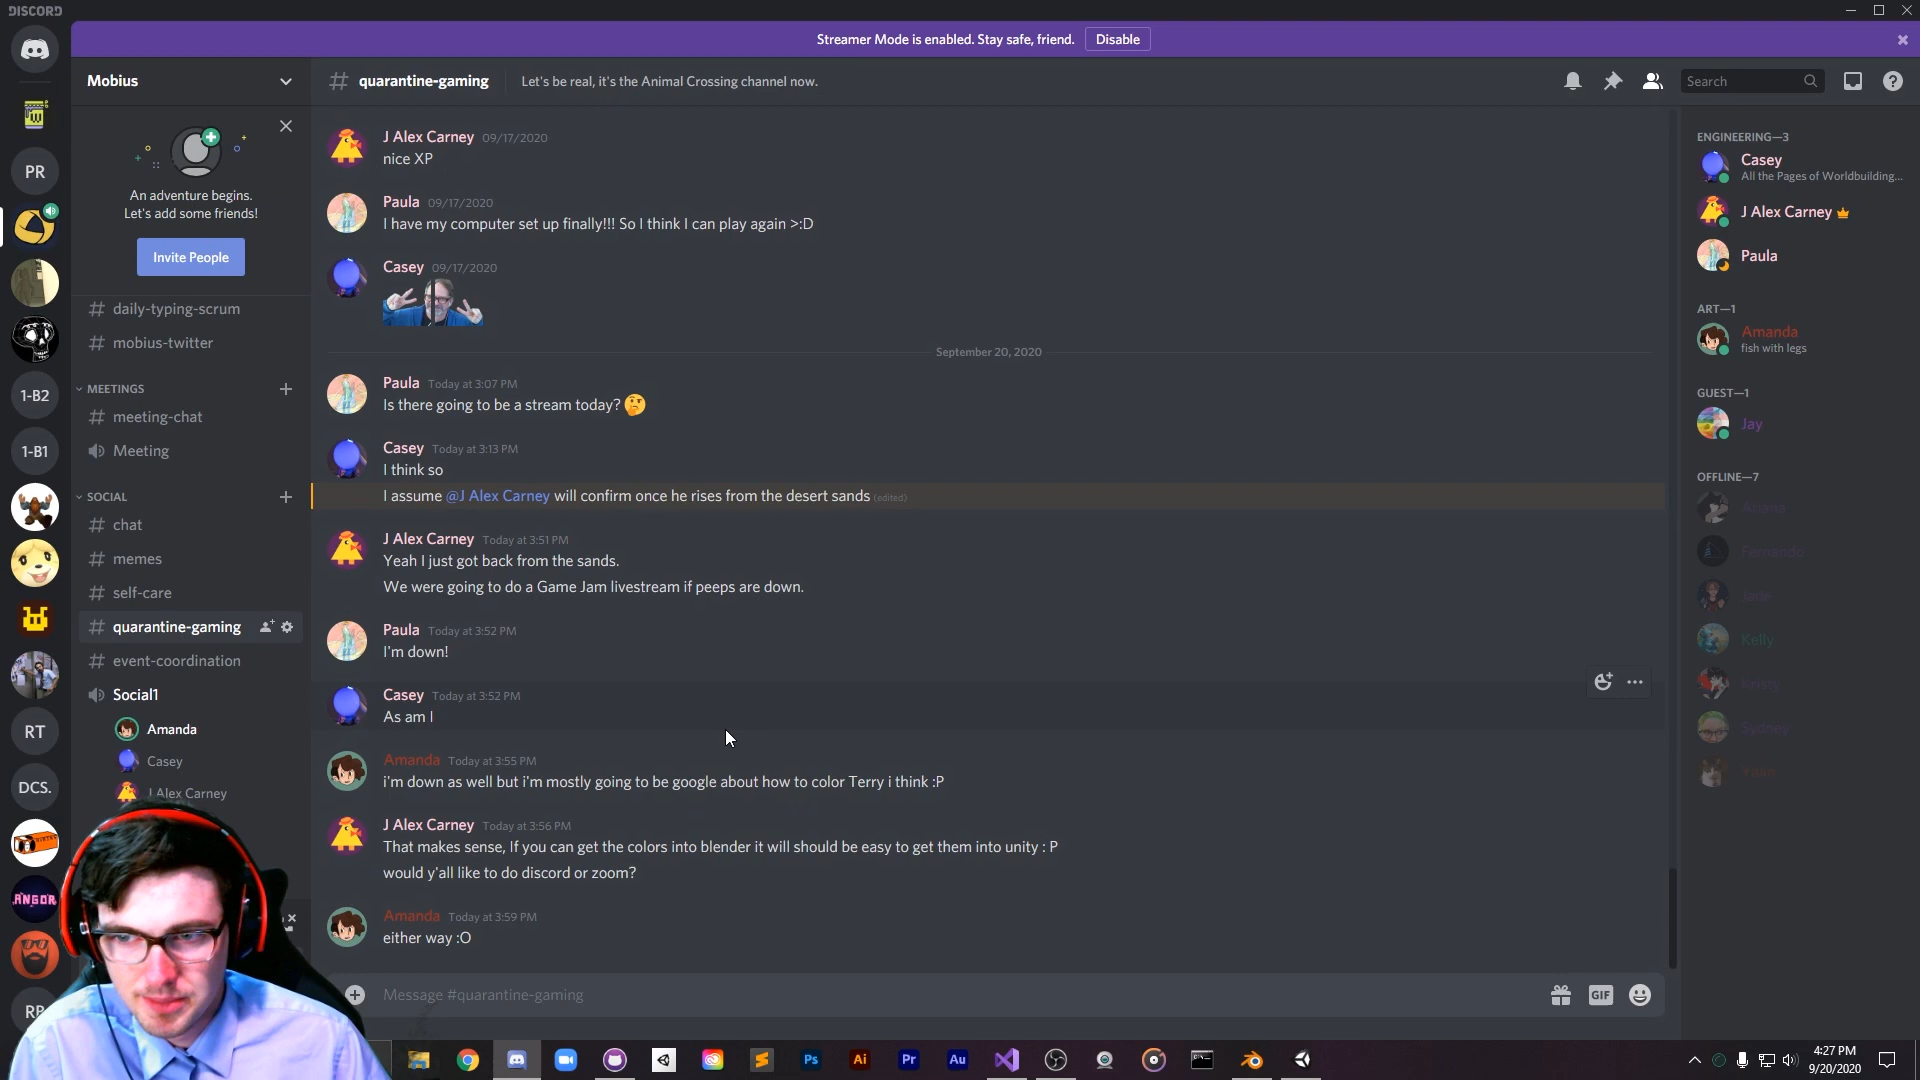 DISCORD
Streamer Mode is enabled. Stay safe, friend.
Disable
Mobius
quarantine-gaming
Let's be real, it's the Animal Crossing channel now.
Search
An adventure begins.
Let's add some friends!
Invite People
daily-typing-scrum
mobius-twitter
MEETINGS
meeting-chat
Meeting
SOCIAL
chat
memes
self-care
quarantine-gaming
event-coordination
Social1
Amanda
Casey
J Alex Carney
PR
1-B2
1-B1
RT
DCS.
ANGOR
RP
J Alex Carney 09/17/2020
nice XP
Paula 09/17/2020
I have my computer set up finally!!! So I think I can play again >:D
Casey 09/17/2020
September 20, 2020
Paula Today at 3:07 PM
Is there going to be a stream today? 🤔
Casey Today at 3:13 PM
I think so
I assume @J Alex Carney will confirm once he rises from the desert sands (edited)
J Alex Carney Today at 3:51 PM
Yeah I just got back from the sands.
We were going to do a Game Jam livestream if peeps are down.
Paula Today at 3:52 PM
I'm down!
Casey Today at 3:52 PM
As am I
Amanda Today at 3:55 PM
i'm down as well but i'm mostly going to be google about how to color Terry i think :P
J Alex Carney Today at 3:56 PM
That makes sense, If you can get the colors into blender it will should be easy to get them into unity : P
would y'all like to do discord or zoom?
Amanda Today at 3:59 PM
either way :O
Message #quarantine-gaming
GIF
ENGINEERING—3
Casey
All the Pages of Worldbuilding...
J Alex Carney
Paula
ART—1
Amanda
fish with legs
GUEST—1
Jay
OFFLINE—7
Fernando
Kelly
Sydney
Ps
Ai
Pr
Au
4:27 PM
9/20/2020